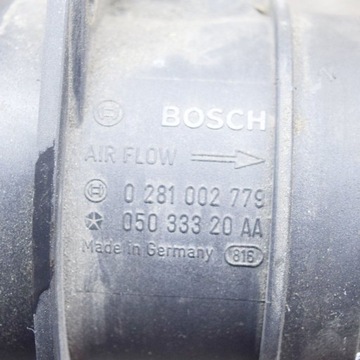 BOSCH
AIR FLOW
0 281 002 779
050 333 20 AA
Made in Germany 816